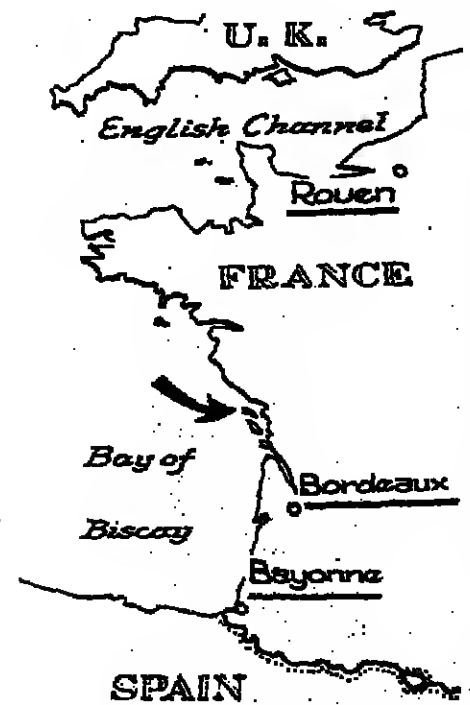 U. K.
English Channel
Rouen
FRANCE
Bay of
Biscay
Bordeaux
Bayonne
SPAIN